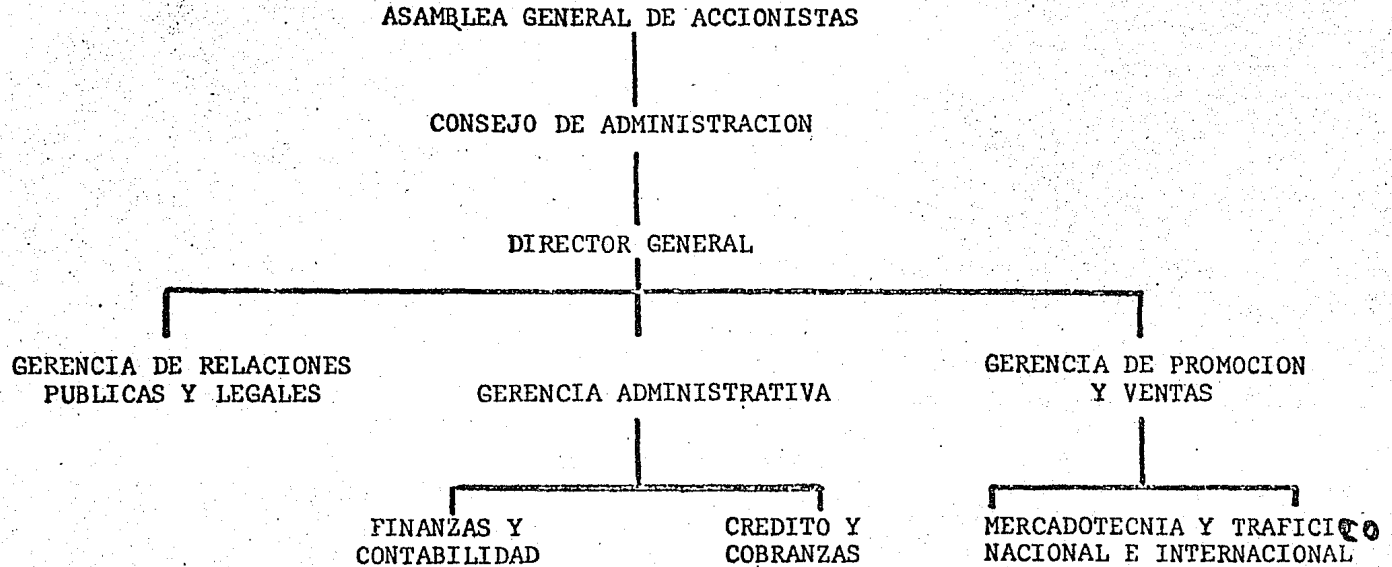 ASAMBLEA GENERAL DE ACCIONISTAS
CONSEJO DE ADMINISTRACION
DIRECTOR GENERAL
GERENCIA DE RELACIONES
PUBLICAS Y LEGALES
GERENCIA ADMINISTRATIVA
GERENCIA DE PROMOCION
Y VENTAS
FINANZAS Y
CONTABILIDAD
CREDITO Y
COBRANZAS
MERCADOTECNIA Y TRAFICICO
NACIONAL E INTERNACIONAL